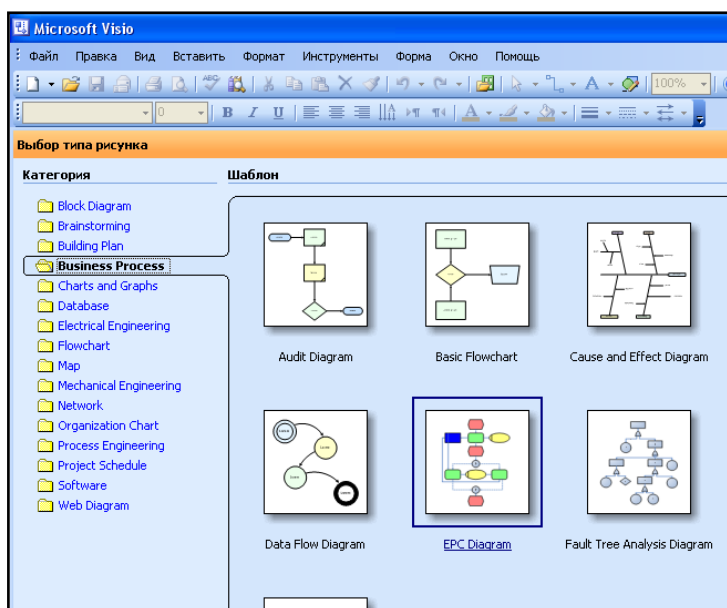 Microsoft Visio
Файл Правка Вид Вставить Формат Инструменты Форма Окно Помощь
ABC A 100%
0 B I U A
Выбор типа рисунка
Категория Шаблон
Block Diagram
Brainstorming
Building Plan
Business Process
Charts and Graphs
Database
Electrical Engineering
Flowchart
Map
Mechanical Engineering
Network
Organization Chart
Process Engineering
Project Schedule
Software
Web Diagram
Audit Diagram Basic Flowchart Cause and Effect Diagram
Data Flow Diagram EPC Diagram Fault Tree Analysis Diagram